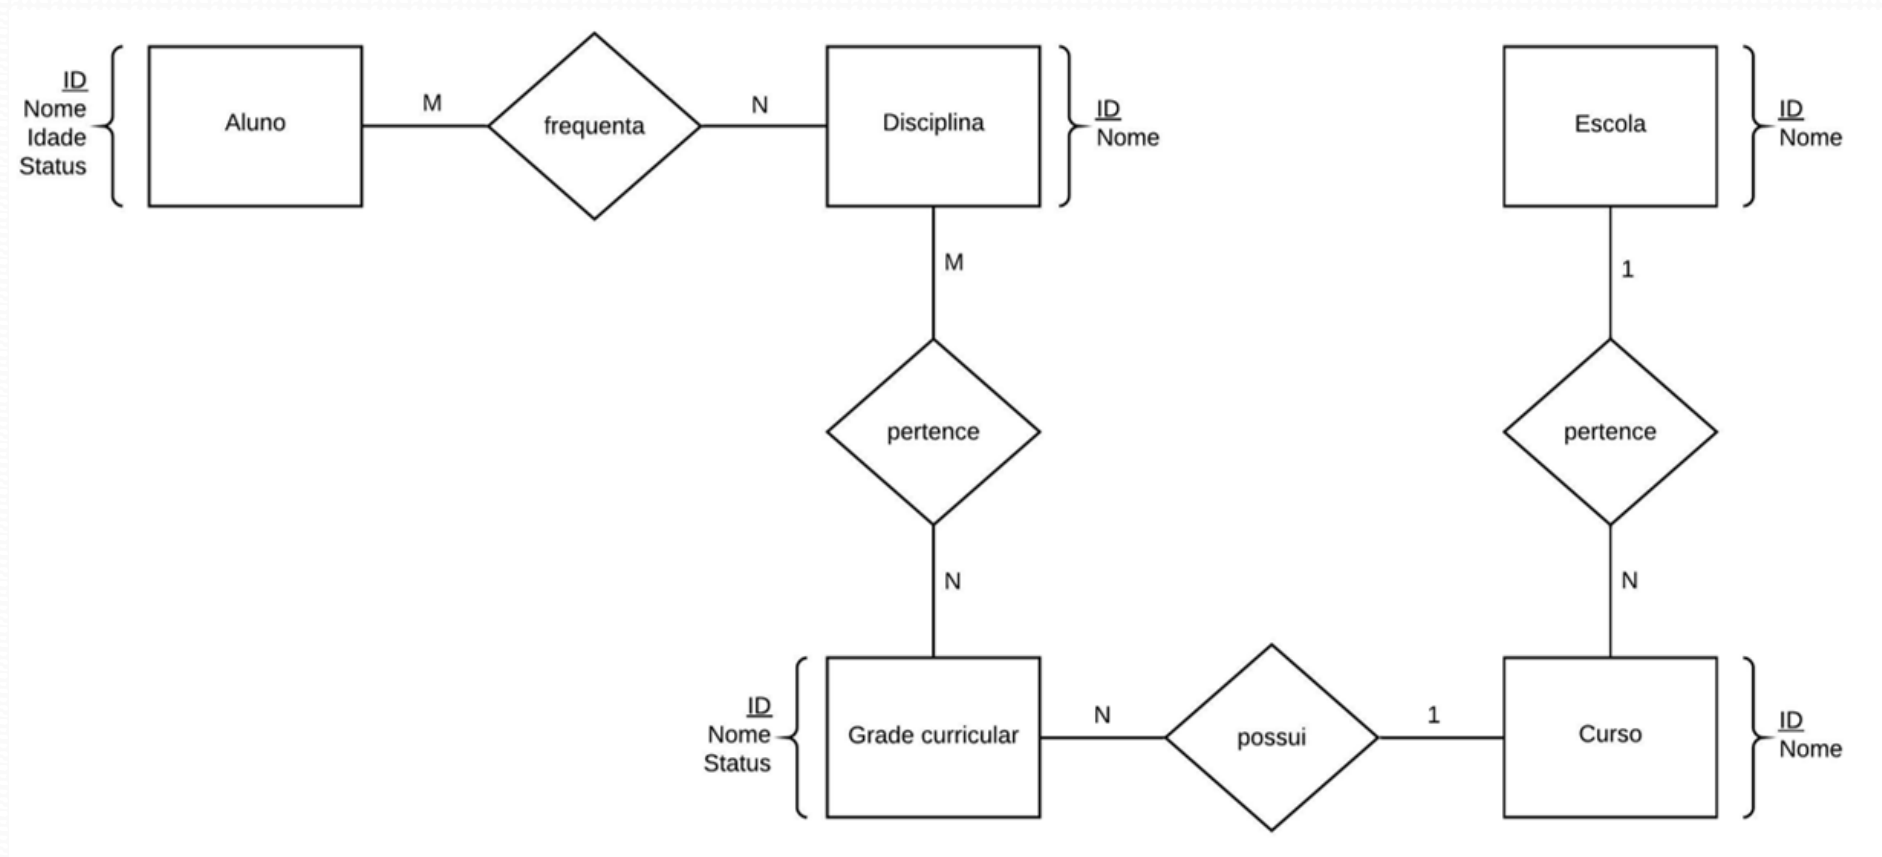 ID
Nome
Idade
Status
Aluno
M
frequenta
N
Disciplina
ID
Nome
Escola
ID
Nome
M
1
pertence
pertence
N
N
ID
Nome
Status
Grade curricular
N
possui
1
Curso
ID
Nome